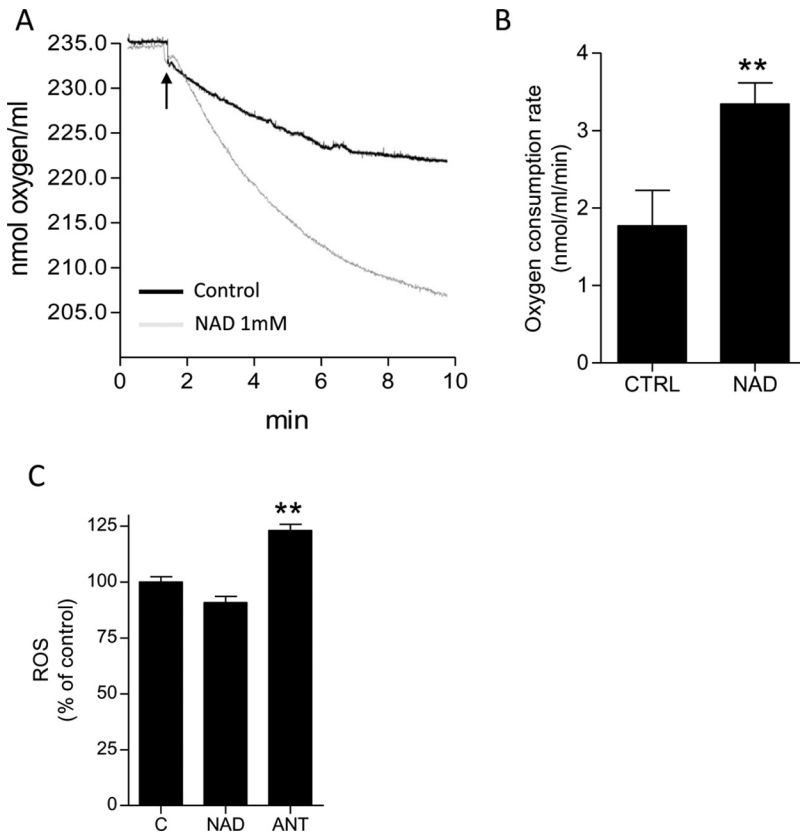 A
nmol oxygen/ml
235.0
230.0
225.0
220.0
215.0
210.0
205.0
Control
NAD 1mM
0
2
4
6
8
10
min
B
Oxygen consumption rate
(nmol/ml/min)
4
3
2
1
0
**
CTRL
NAD
C
ROS
(% of control)
125
100
75
50
25
0
**
C
NAD
ANT